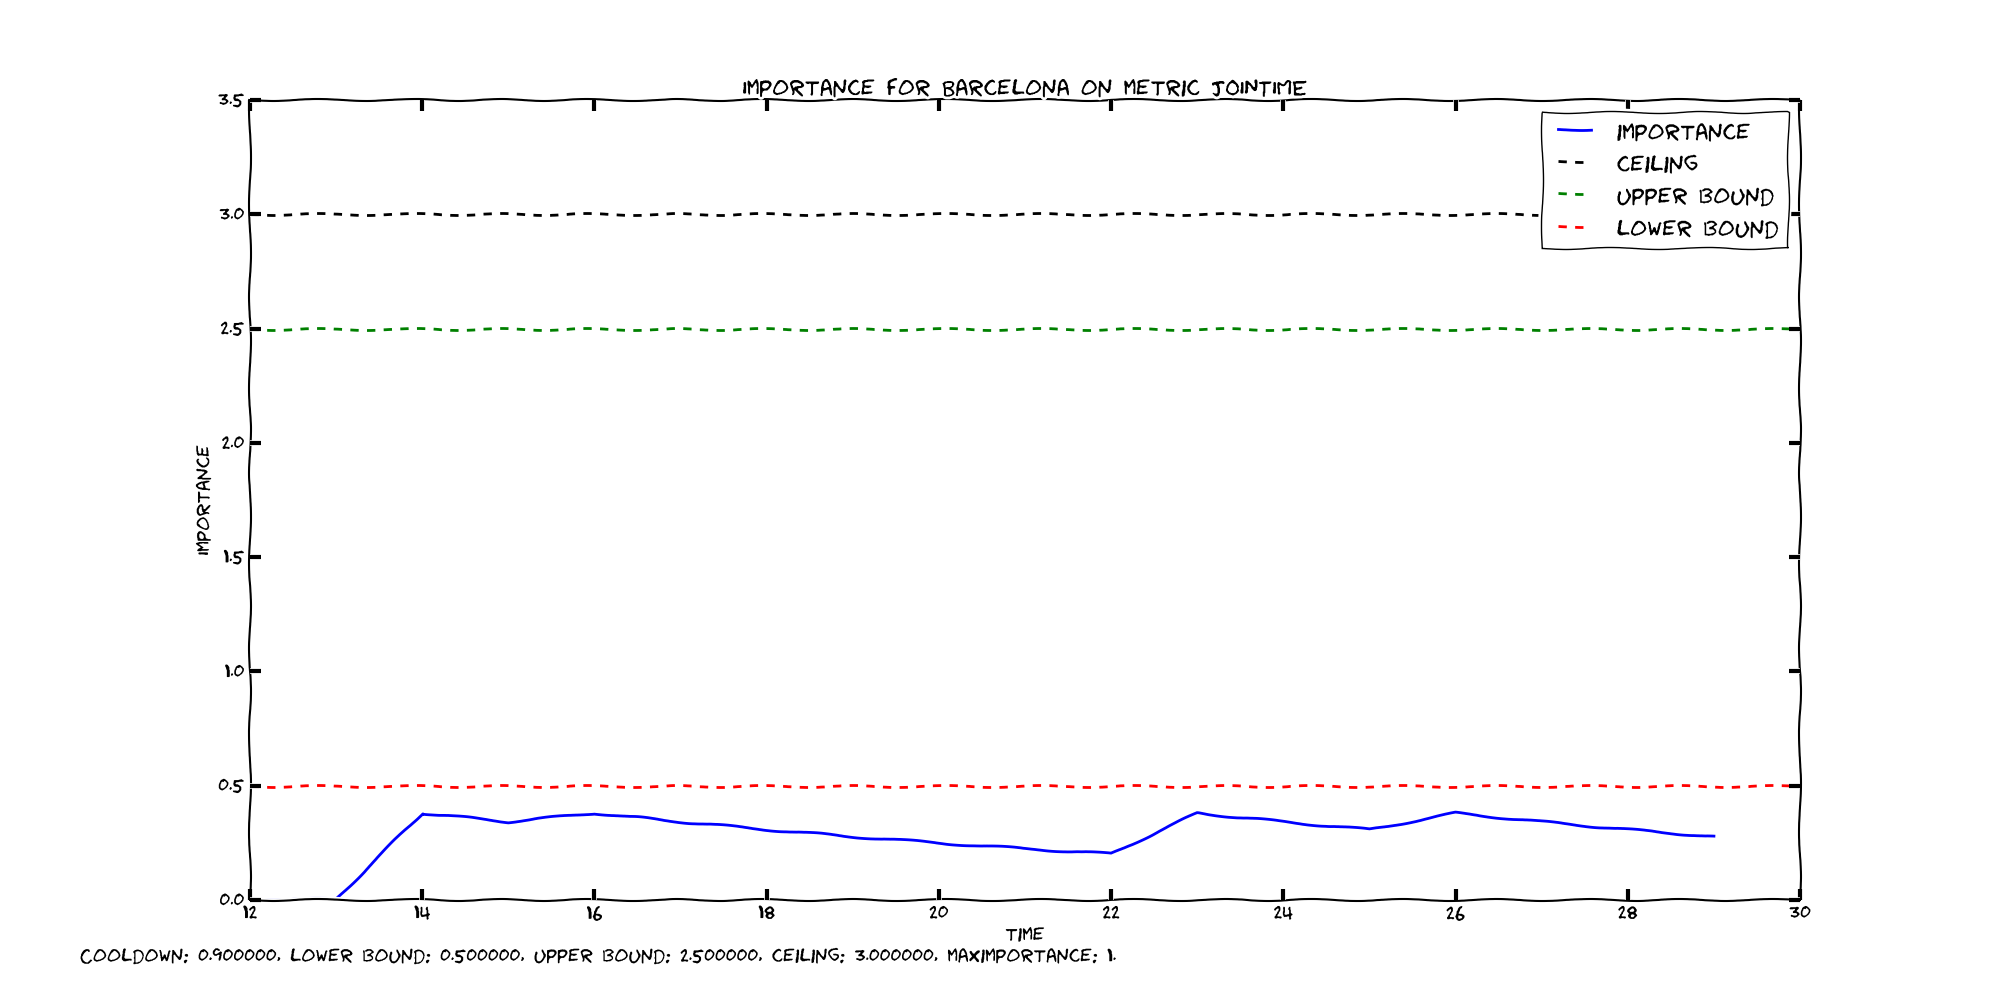 IMPORTANCE FOR BARCELONA ON METRIC JOINTIME
3.5
3.0
2.5
2.0
1.5
1.0
0.5
0.0
IMPORTANCE
IMPORTANCE
CEILING
UPPER BOUND
LOWER BOUND
12 14 16 18 20 22 24 26 28 30
TIME
COOLDOWN: 0.900000, LOWER BOUND: 0.500000, UPPER BOUND: 2.500000, CEILING: 3.000000, MAXIMPORTANCE: 1.